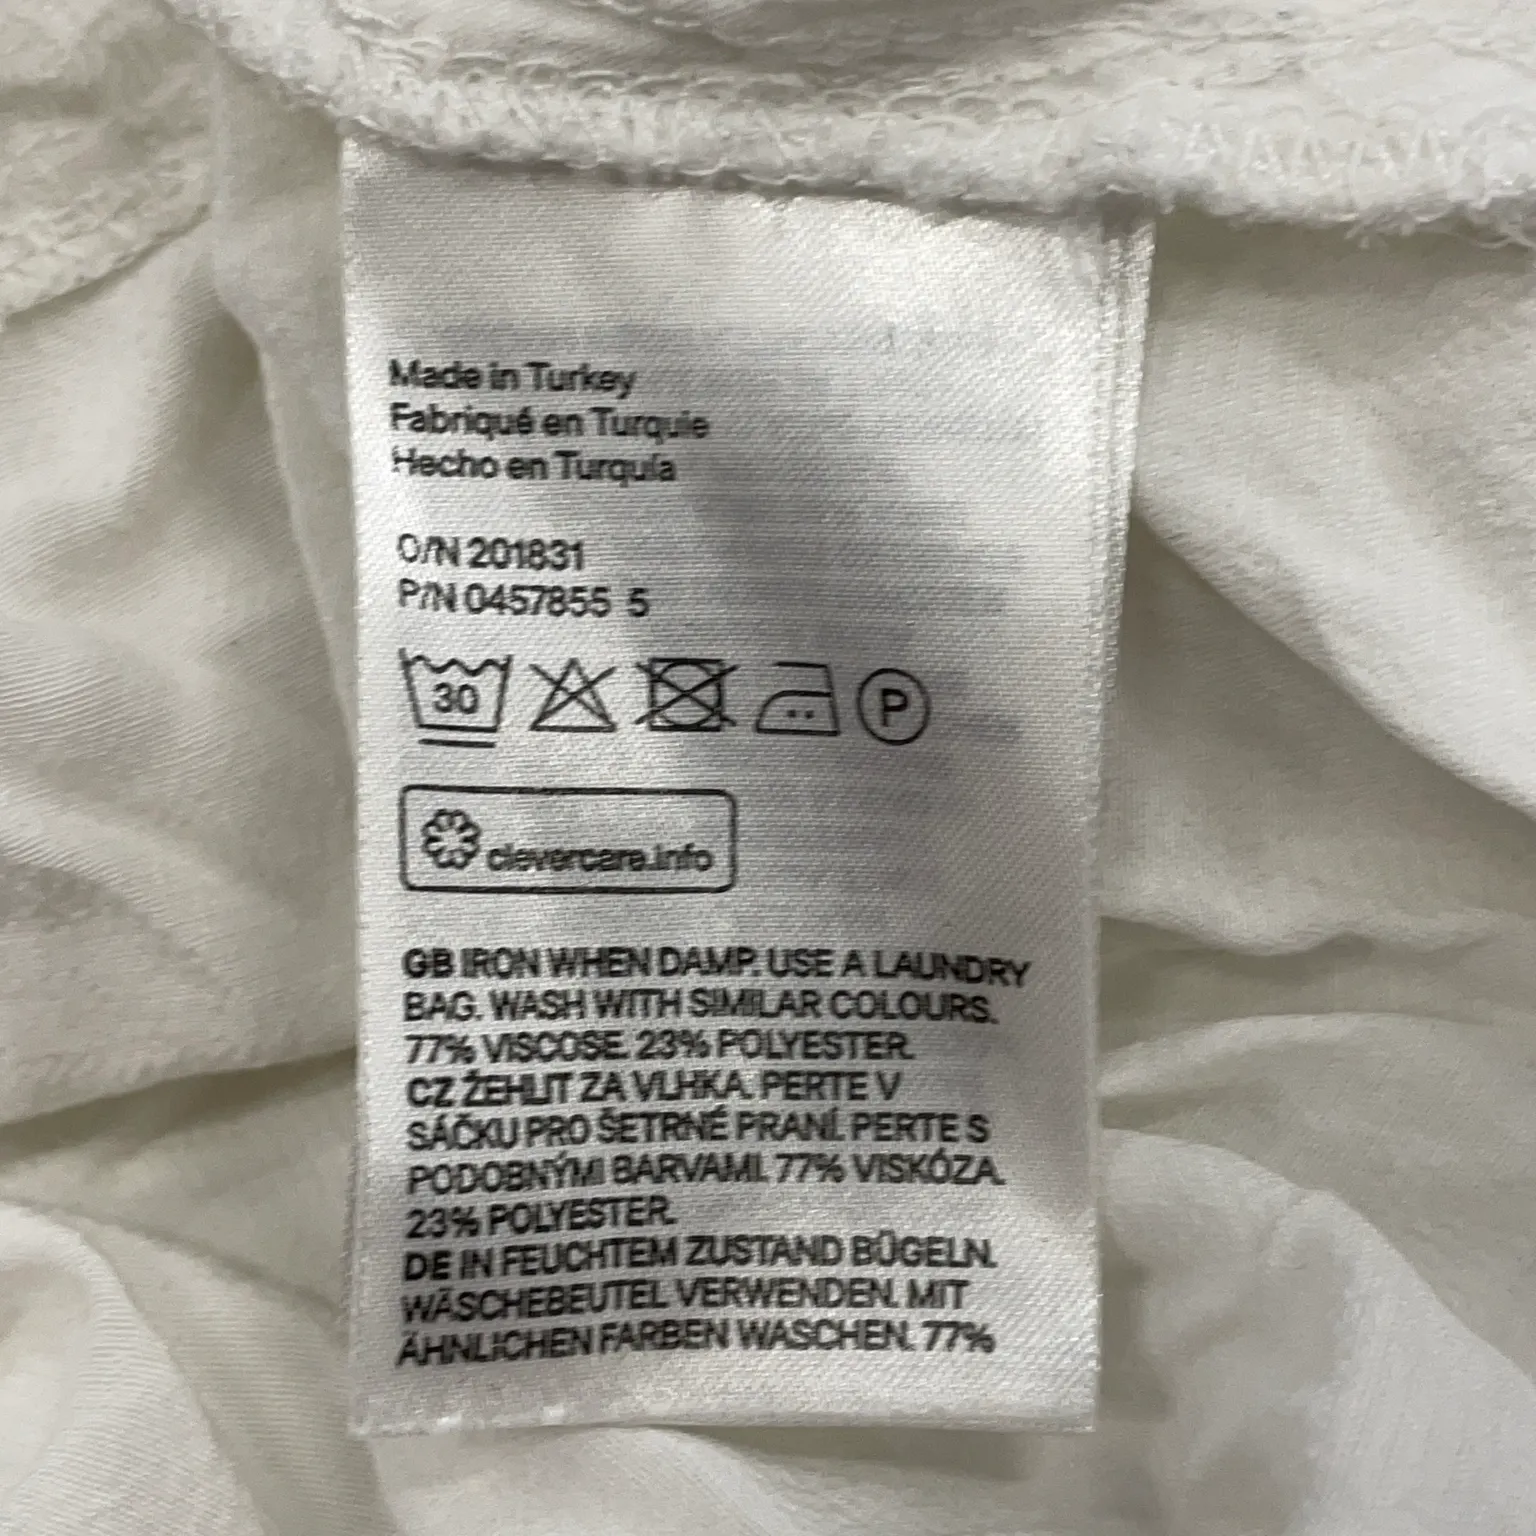 Made in Turkey
Fabriqué en Turquie
Hecho en Turquía
O/N 201831
P/N 0457855 5
30
P
clevercare.info
GB IRON WHEN DAMP. USE A LAUNDRY
BAG. WASH WITH SIMILAR COLOURS.
77% VISCOSE. 23% POLYESTER.
CZ ŽEHLIT ZA VLHKA. PERTE V
SÁČKU PRO ŠETRNÉ PRANÍ. PERTE S
PODOBNÝMI BARVAMI. 77% VISKÓZA.
23% POLYESTER.
DE IN FEUCHTEM ZUSTAND BÜGELN.
WÄSCHEBEUTEL VERWENDEN. MIT
ÄHNLICHEN FARBEN WASCHEN. 77%